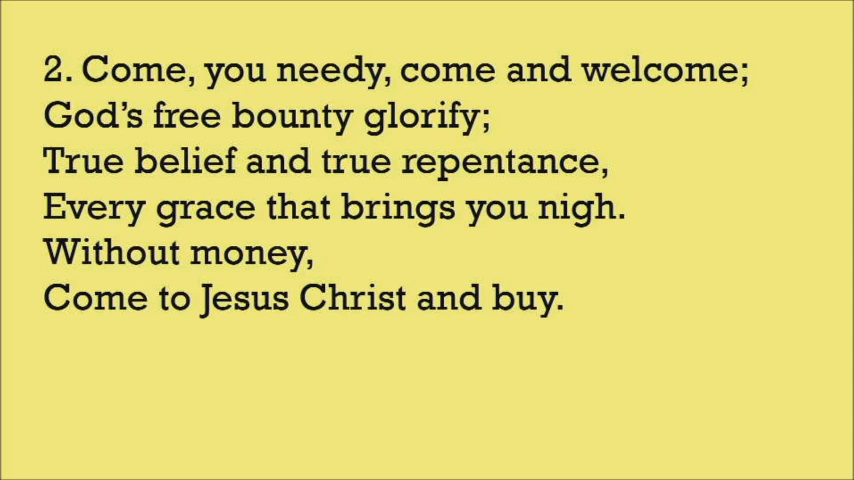 2. Come, you needy, come and welcome;
God’s free bounty glorify;
True belief and true repentance,
Every grace that brings you nigh.
Without money,
Come to Jesus Christ and buy.